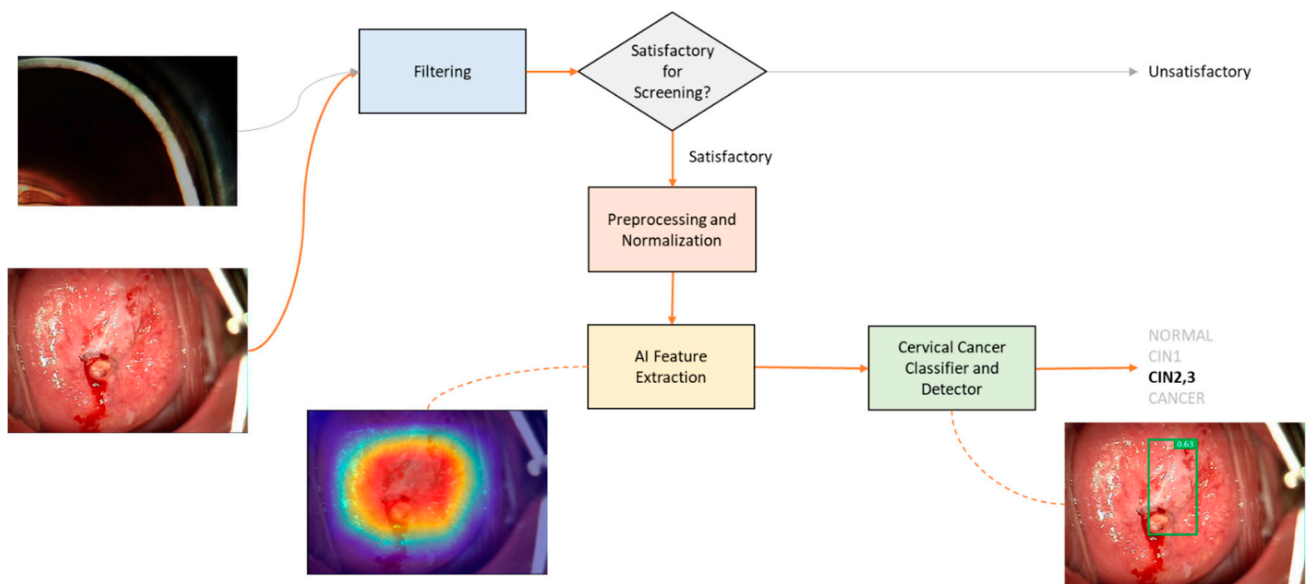 Filtering
Satisfactory
for
Screening?
Unsatisfactory
Satisfactory
Preprocessing and
Normalization
AI Feature
Extraction
Cervical Cancer
Classifier and
Detector
NORMAL
CIN1
CIN2,3
CANCER
0.63